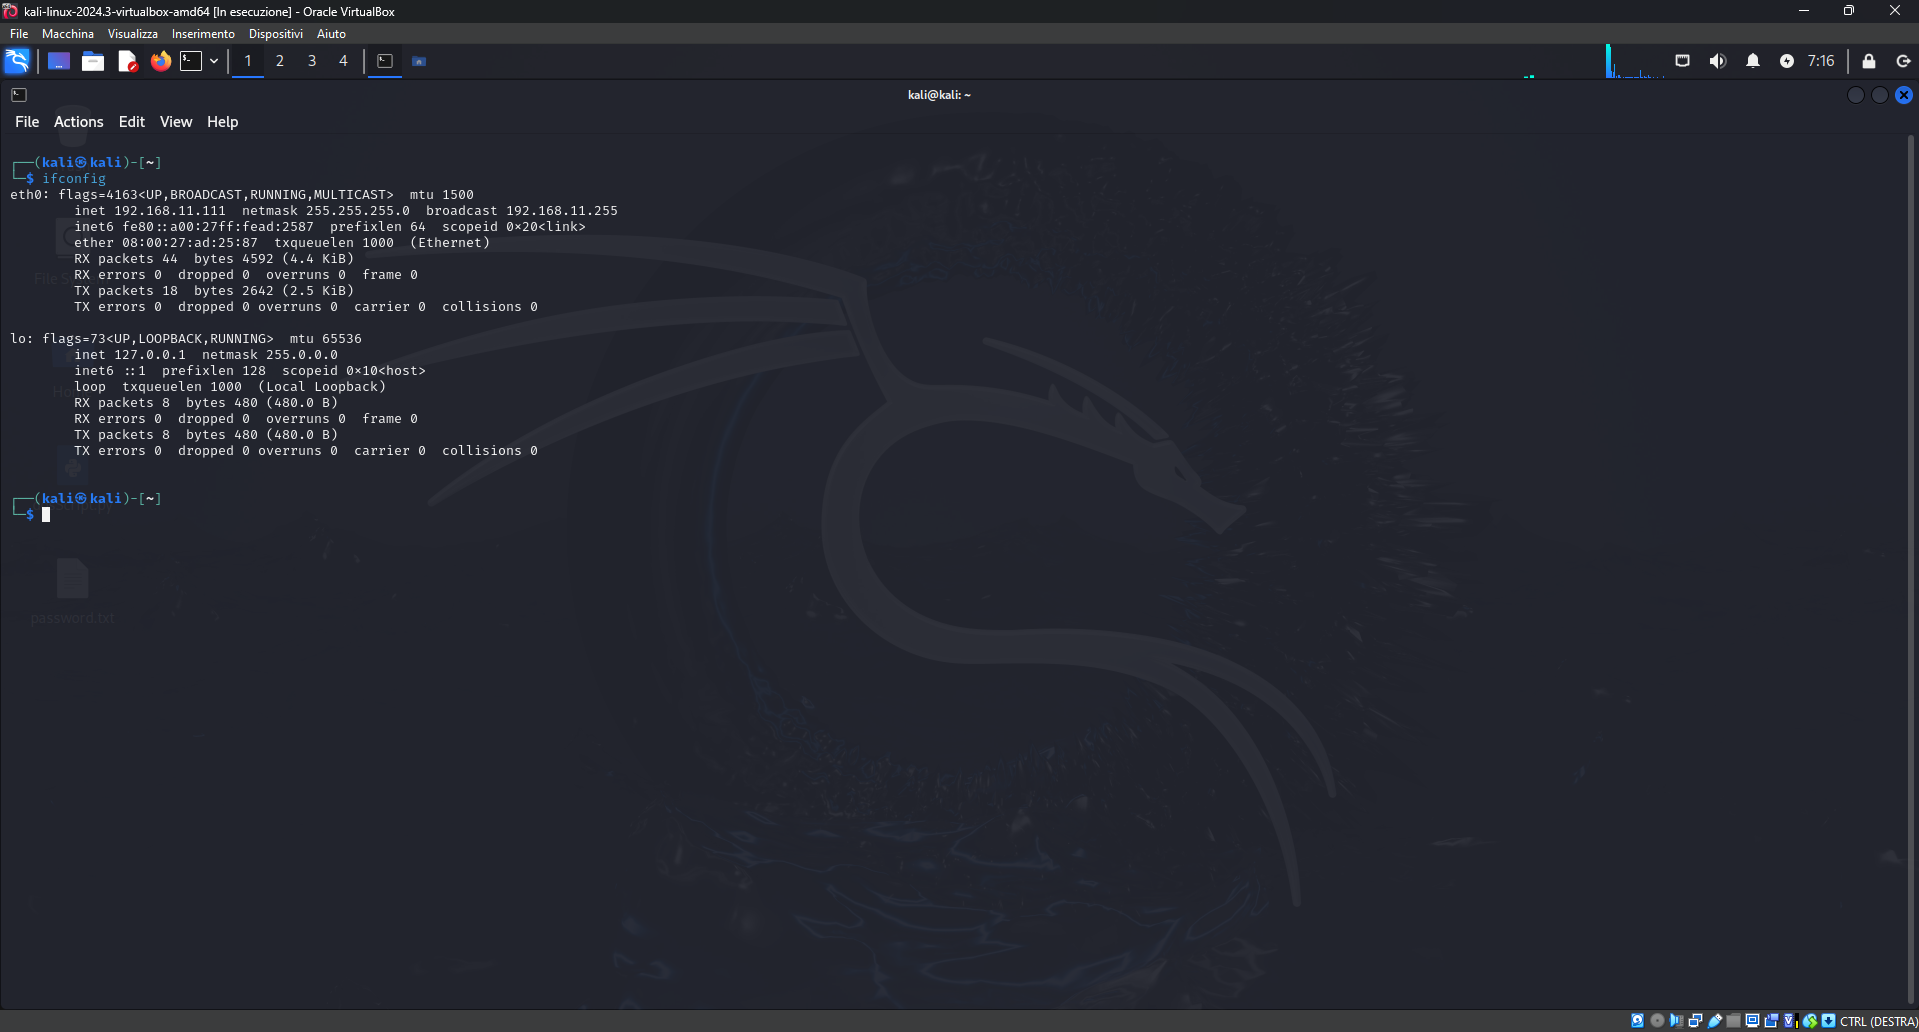 kali-linux-2024.3-virtualbox-amd64 [In esecuzione] - Oracle VirtualBox
File Macchina Visualizza Inserimento Dispositivi Aiuto
1 2 3 4 7:16
kali@kali: ~
File Actions Edit View Help
┌──(kali㉿kali)-[~]
└─$ ifconfig
eth0: flags=4163<UP,BROADCAST,RUNNING,MULTICAST>  mtu 1500
        inet 192.168.11.111  netmask 255.255.255.0  broadcast 192.168.11.255
        inet6 fe80::a00:27ff:fead:2587  prefixlen 64  scopeid 0×20<link>
        ether 08:00:27:ad:25:87  txqueuelen 1000  (Ethernet)
        RX packets 44  bytes 4592 (4.4 KiB)
        RX errors 0  dropped 0  overruns 0  frame 0
        TX packets 18  bytes 2642 (2.5 KiB)
        TX errors 0  dropped 0 overruns 0  carrier 0  collisions 0
lo: flags=73<UP,LOOPBACK,RUNNING>  mtu 65536
        inet 127.0.0.1  netmask 255.0.0.0
        inet6 ::1  prefixlen 128  scopeid 0×10<host>
        loop  txqueuelen 1000  (Local Loopback)
        RX packets 8  bytes 480 (480.0 B)
        RX errors 0  dropped 0  overruns 0  frame 0
        TX packets 8  bytes 480 (480.0 B)
        TX errors 0  dropped 0 overruns 0  carrier 0  collisions 0
┌──(kali㉿kali)-[~]
└─$
password.txt
CTRL (DESTRA)